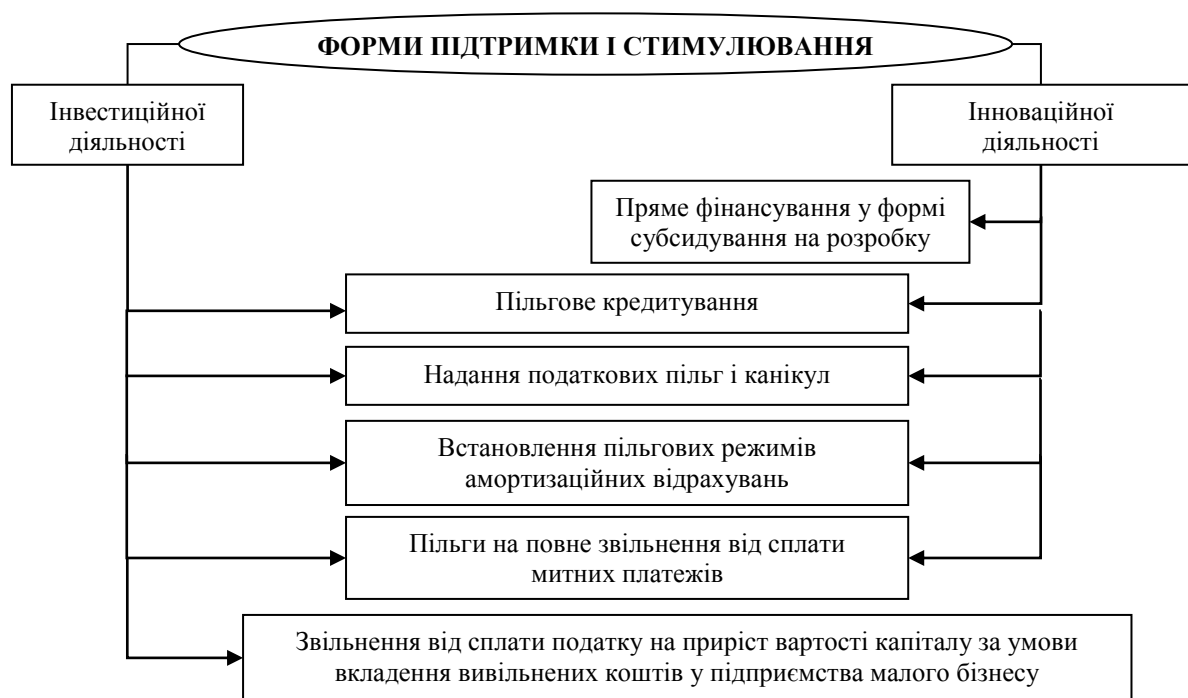 ФОРМИ ПІДТРИМКИ І СТИМУЛЮВАННЯ
Інвестиційної
діяльності
Інноваційної
діяльності
Пряме фінансування у формі
субсидування на розробку
Пільгове кредитування
Надання податкових пільг і канікул
Встановлення пільгових режимів
амортизаційних відрахувань
Пільги на повне звільнення від сплати
митних платежів
Звільнення від сплати податку на приріст вартості капіталу за умови
вкладення вивільнених коштів у підприємства малого бізнесу